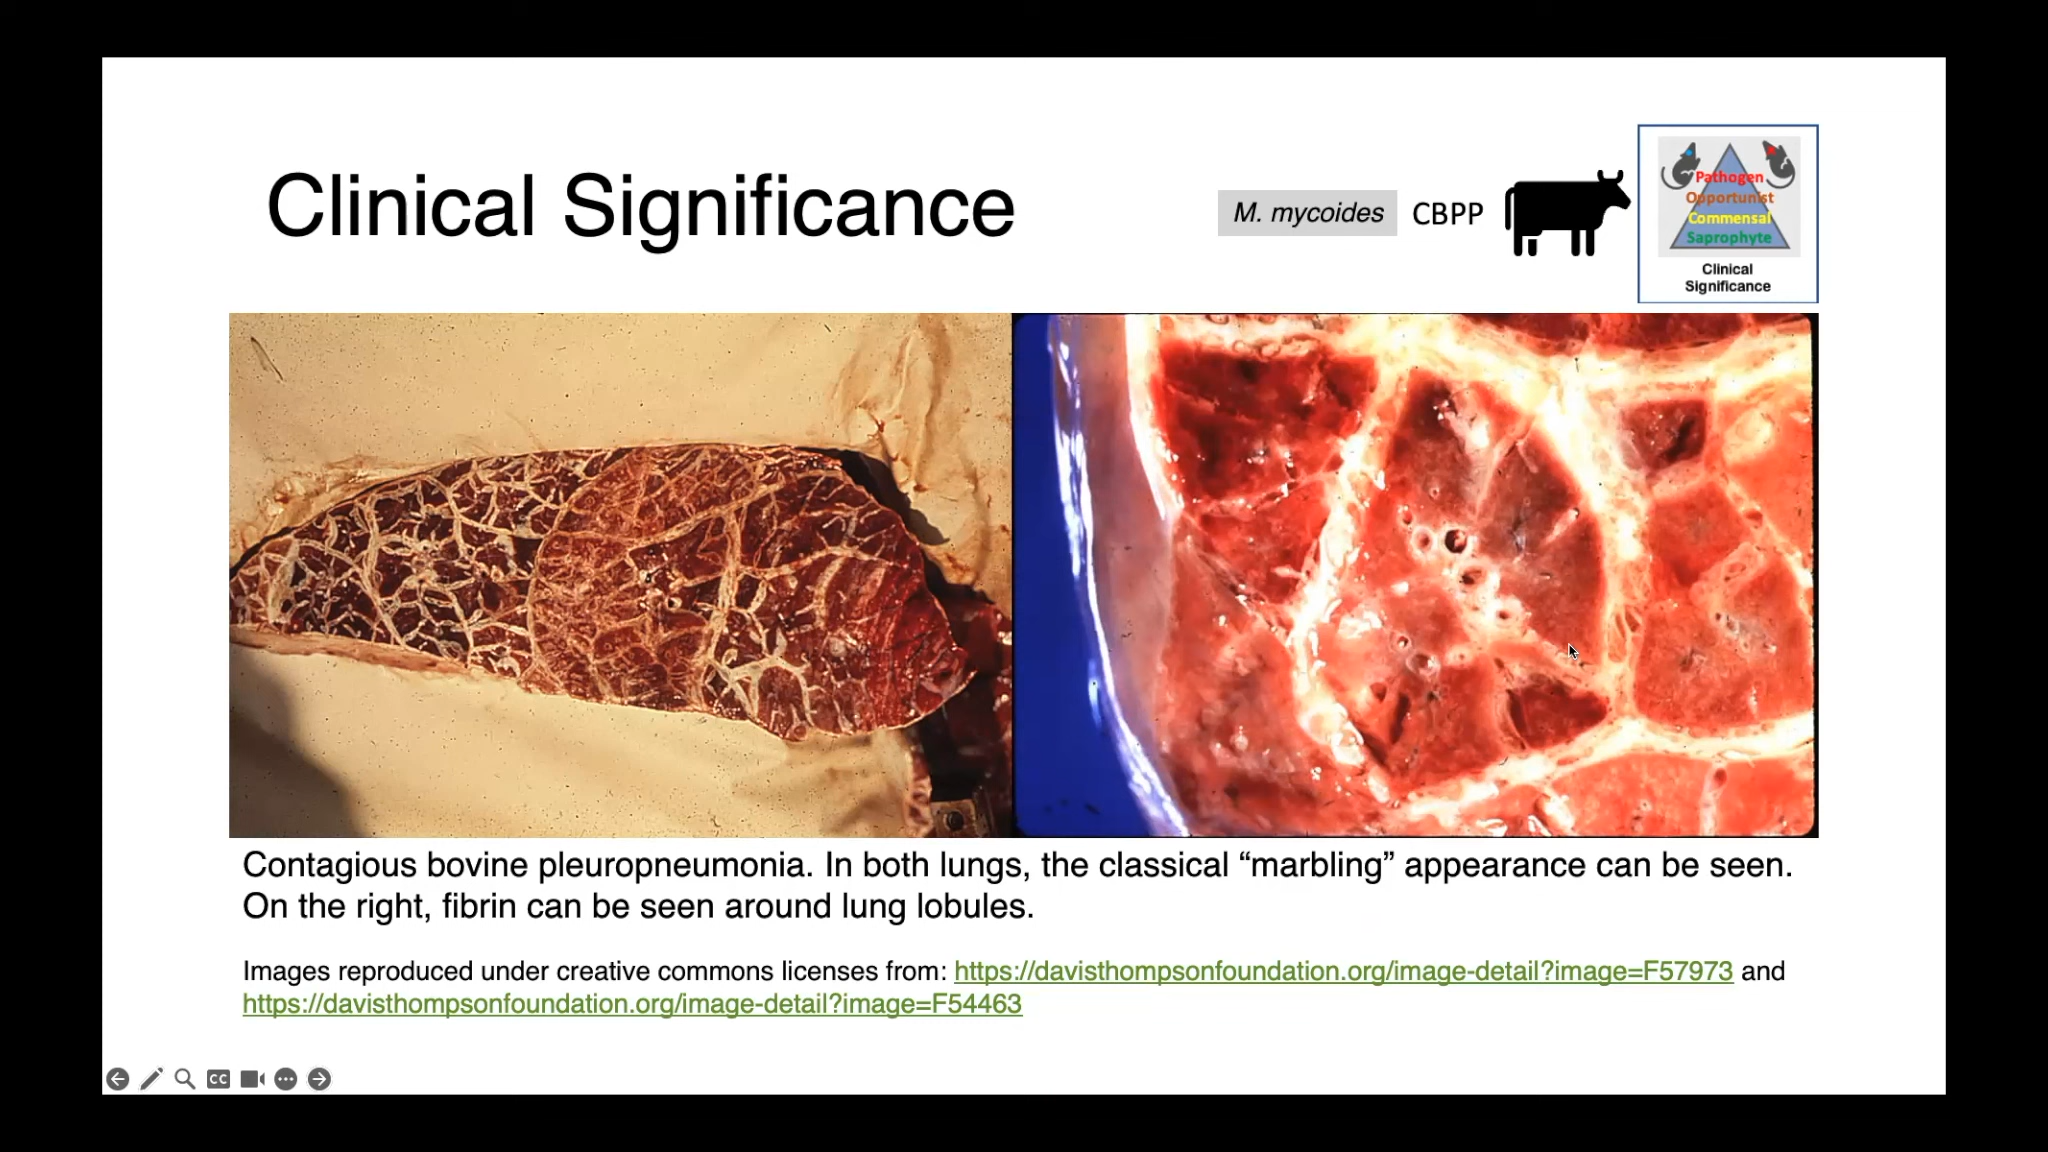 Clinical Significance
M. mycoides CBPP
Pathogen
Opportunist
Commensal
Saprophyte
Clinical
Significance
Contagious bovine pleuropneumonia. In both lungs, the classical “marbling” appearance can be seen.
On the right, fibrin can be seen around lung lobules.
Images reproduced under creative commons licenses from: https://davisthompsonfoundation.org/image-detail?image=F57973 and
https://davisthompsonfoundation.org/image-detail?image=F54463
CC